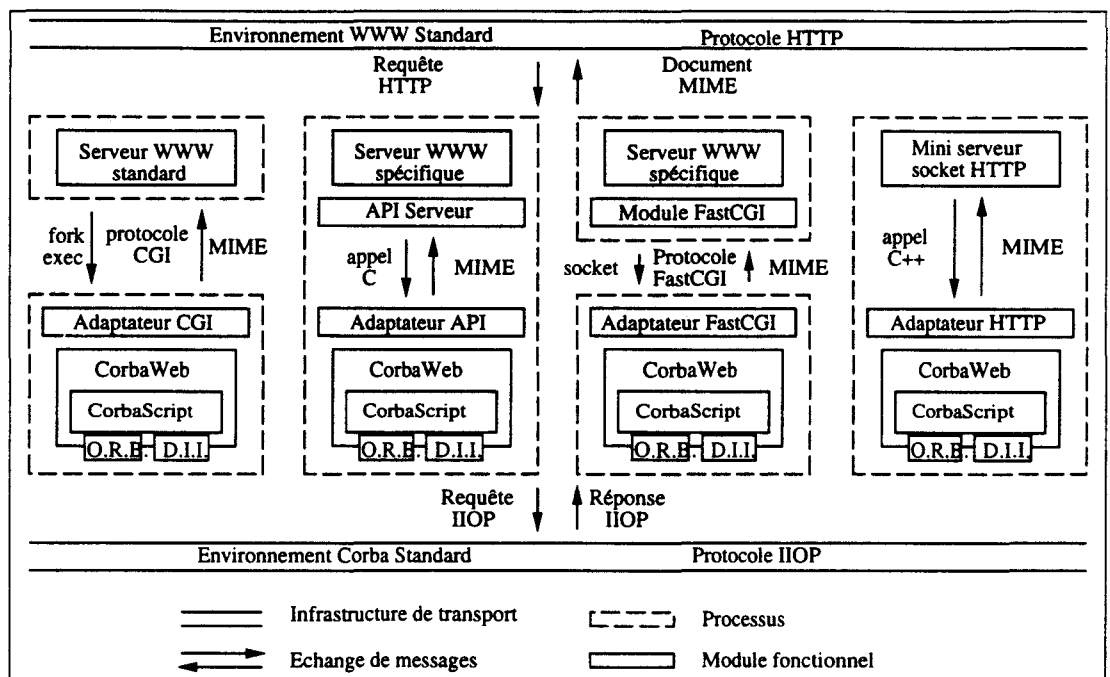 Environnement WWW Standard Protocole HTTP
Requête
HTTP
Document
MIME
Serveur WWW
standard
Serveur WWW
spécifique
API Serveur
Serveur WWW
spécifique
Module FastCGI
Mini serveur
socket HTTP
fork
exec
protocole
CGI
MIME
appel
C
MIME
socket
Protocole
FastCGI
MIME
appel
C++
MIME
Adaptateur CGI
Adaptateur API
Adaptateur FastCGI
Adaptateur HTTP
CorbaWeb
CorbaWeb
CorbaWeb
CorbaWeb
CorbaScript
CorbaScript
CorbaScript
CorbaScript
O.R.B. D.I.I.
O.R.B. D.I.I.
O.R.B. D.I.I.
O.R.B. D.I.I.
Requête
IIOP
Réponse
IIOP
Environnement Corba Standard Protocole IIOP
Infrastructure de transport
Processus
Echange de messages
Module fonctionnel